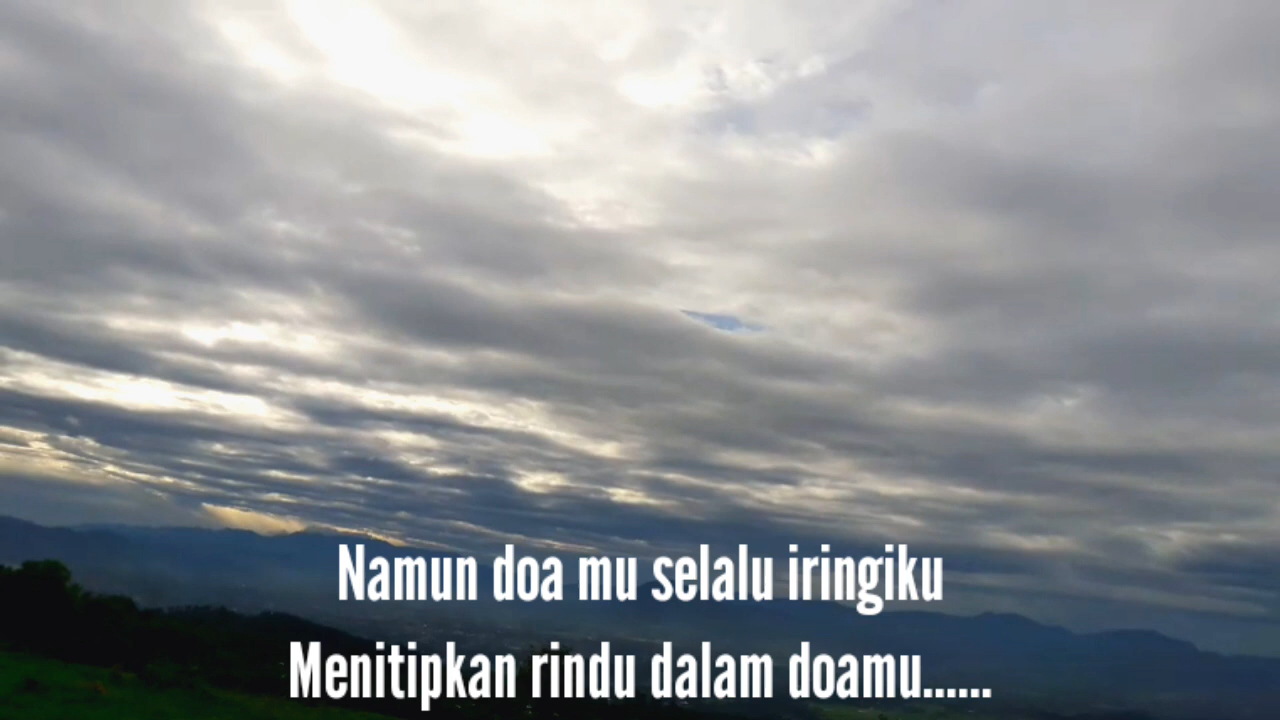 Namun doa mu selalu iringiku
Menitipkan rindu dalam doamu......